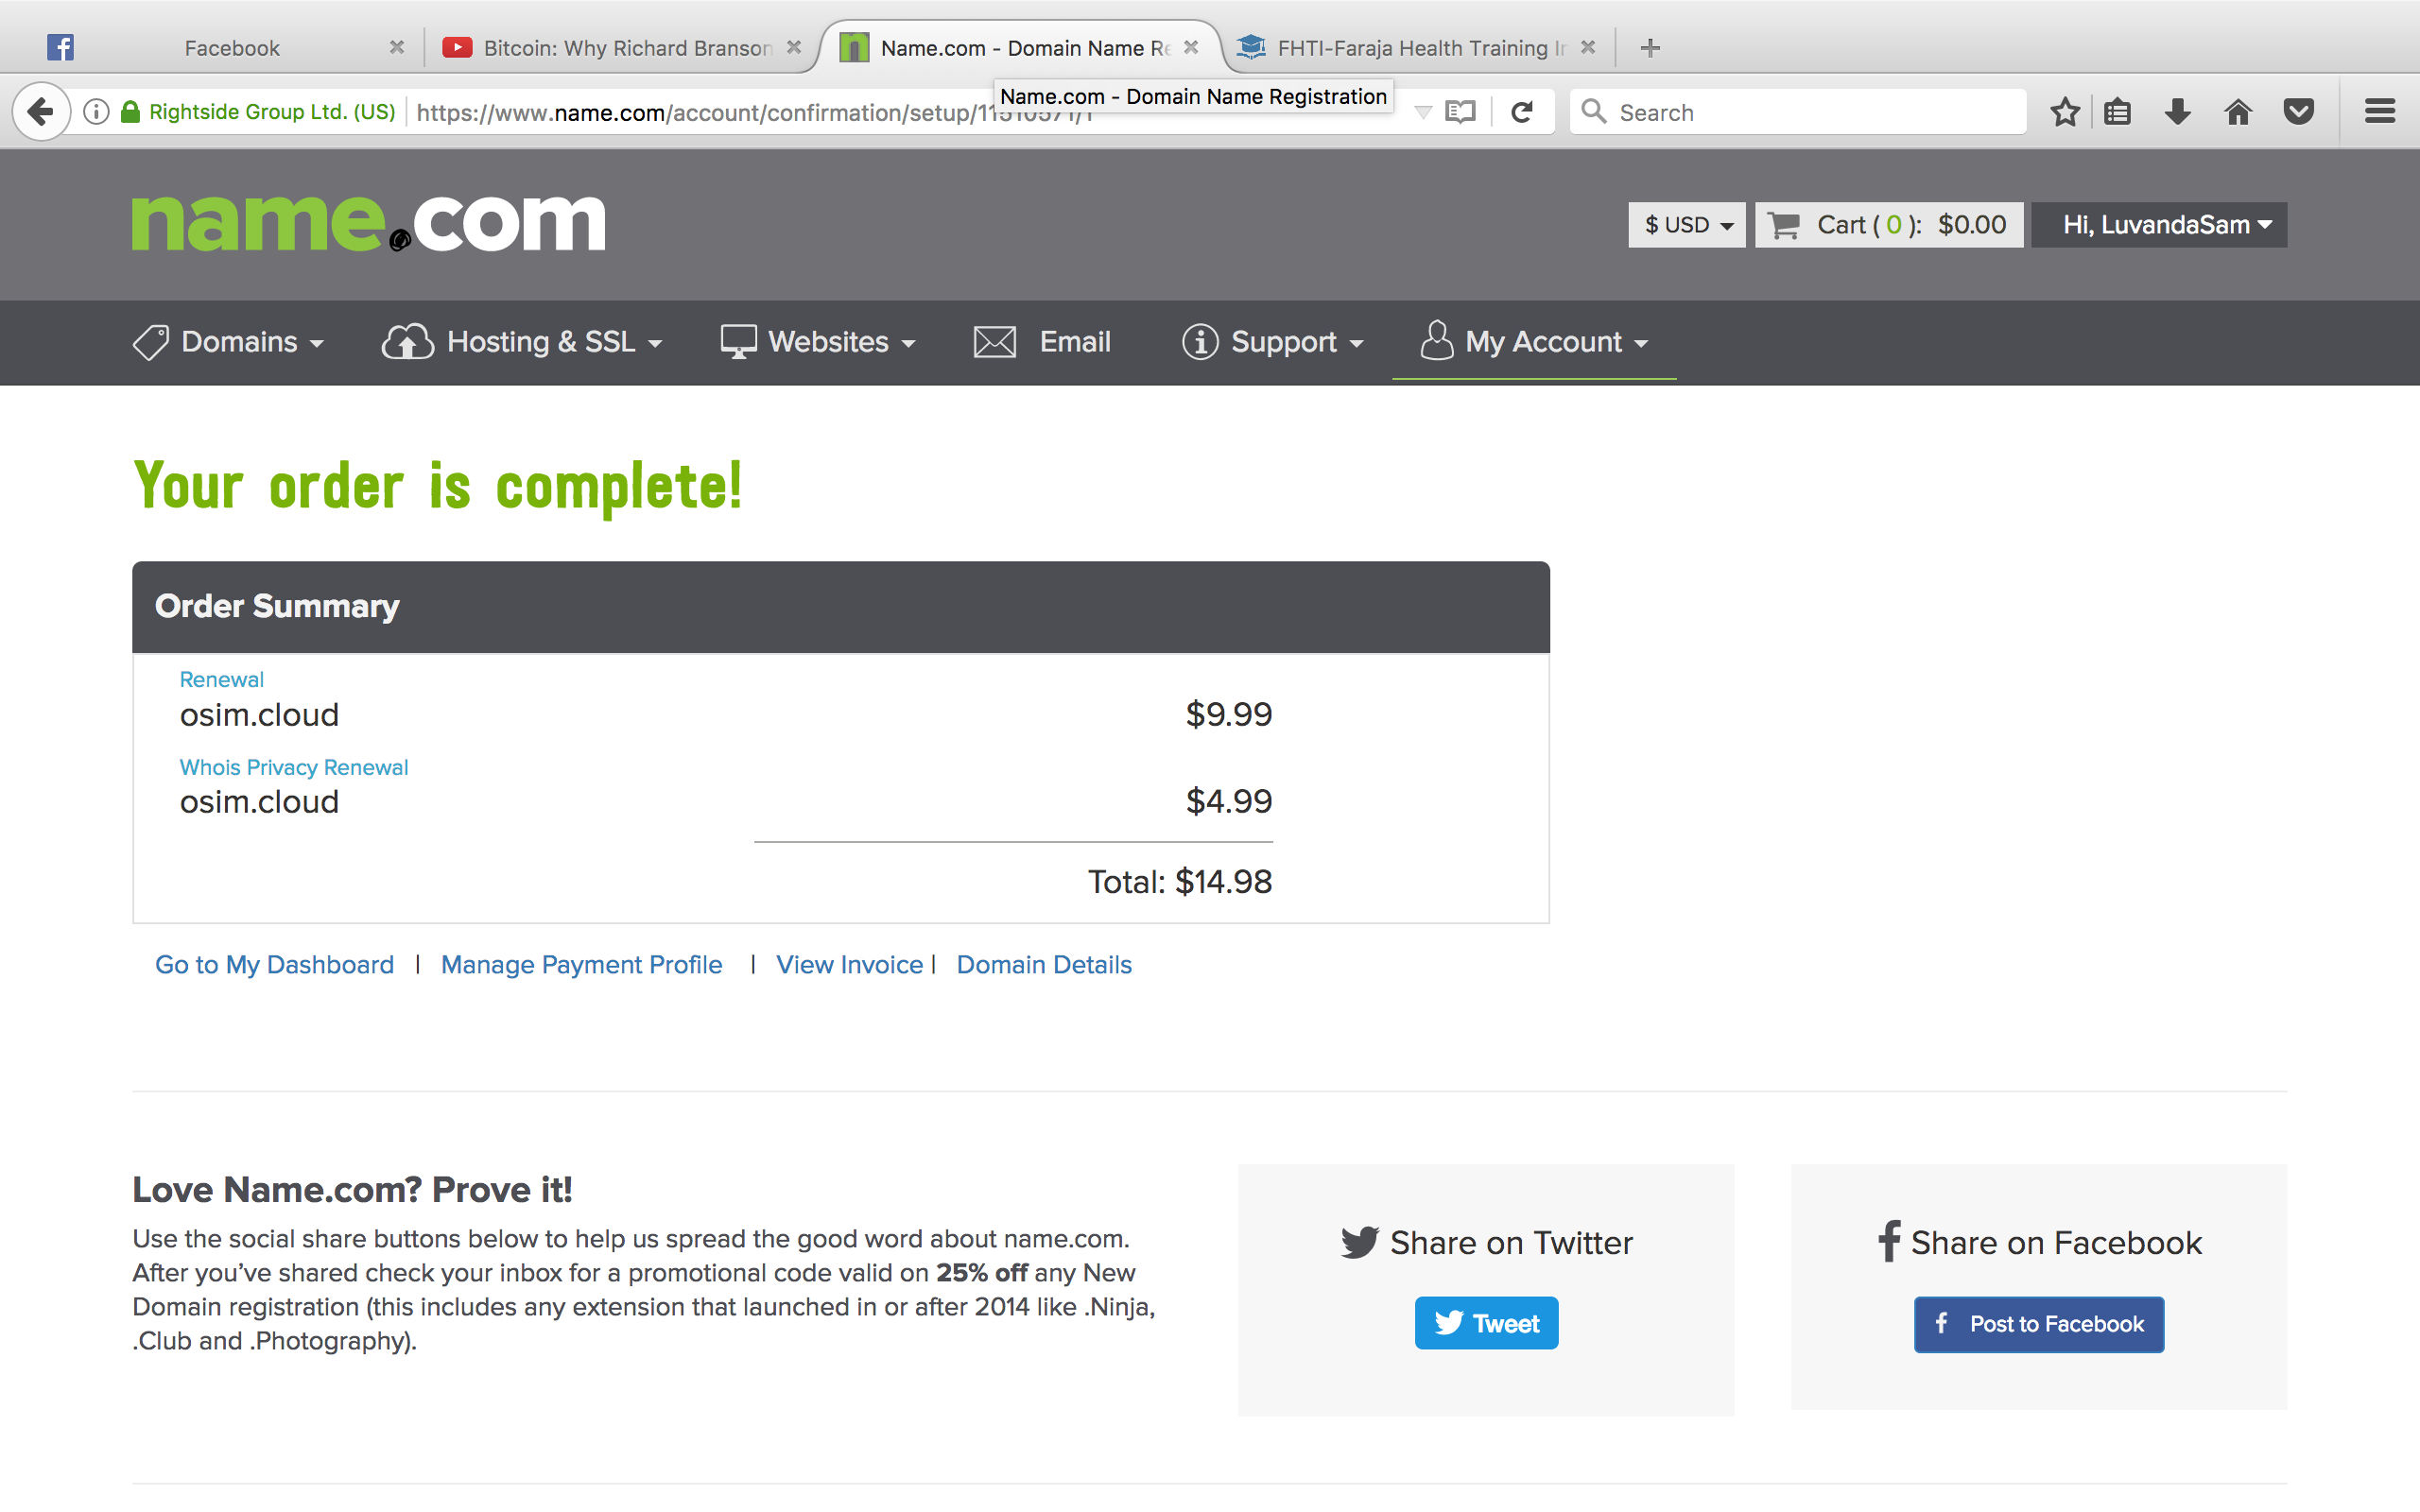 Facebook
Bitcoin: Why Richard Branson
Name.com - Domain Name Re
FHTI-Faraja Health Training
Rightside Group Ltd. (US)
https://www.name.com/account/confirmation/setup/
Name.com - Domain Name Registration
Search
name.com
$ USD
Cart ( 0 ): $0.00
Hi, LuvandaSam
Domains
Hosting & SSL
Websites
Email
Support
My Account
Your order is complete!
Order Summary
Renewal
osim.cloud $9.99
Whois Privacy Renewal
osim.cloud $4.99
Total: $14.98
Go to My Dashboard | Manage Payment Profile | View Invoice | Domain Details
Love Name.com? Prove it!
Use the social share buttons below to help us spread the good word about name.com.
After you’ve shared check your inbox for a promotional code valid on 25% off any New
Domain registration (this includes any extension that launched in or after 2014 like .Ninja,
.Club and .Photography).
Share on Twitter
Tweet
Share on Facebook
Post to Facebook